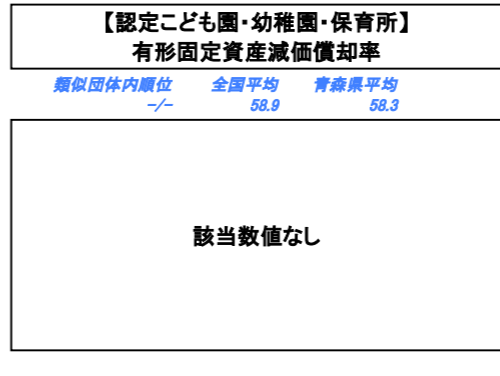 【認定こども園・幼稚園・保育所】
有形固定資産減価償却率
類似団体内順位 全国平均 青森県平均
-/- 58.9 58.3
該当数値なし